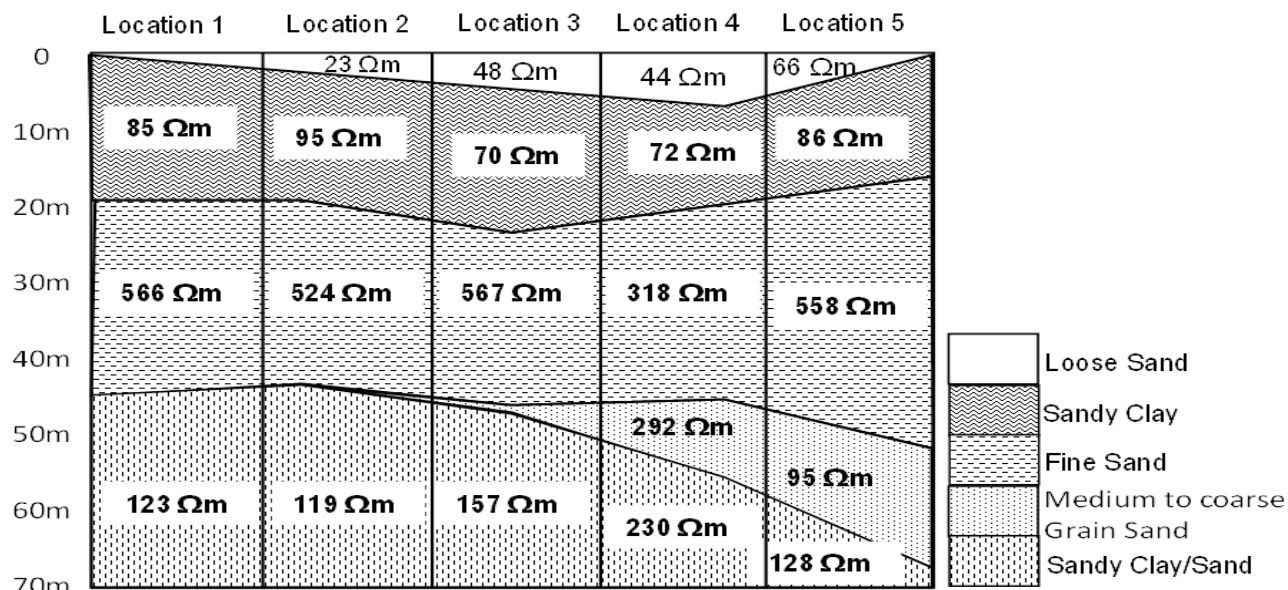 Location 1 Location 2 Location 3 Location 4 Location 5
0
23 Ωm 48 Ωm 44 Ωm 66 Ωm
10m
85 Ωm 95 Ωm 70 Ωm 72 Ωm 86 Ωm
20m
30m
566 Ωm 524 Ωm 567 Ωm 318 Ωm 558 Ωm
40m
50m
292 Ωm 95 Ωm
60m
123 Ωm 119 Ωm 157 Ωm 230 Ωm 128 Ωm
70m
Loose Sand
Sandy Clay
Fine Sand
Medium to coarse
Grain Sand
Sandy Clay/Sand